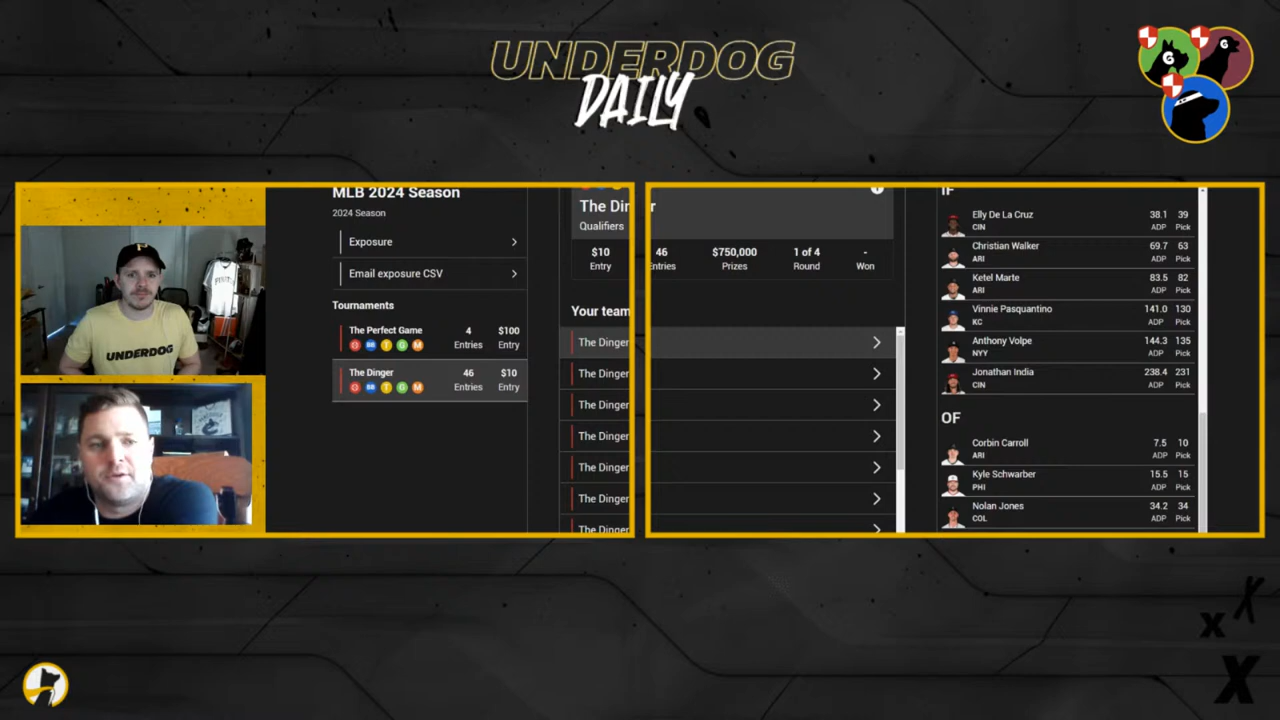 UNDERDOG
DAILY
G
G
UNDERDOG
MLB 2024 Season
2024 Season
Exposure
Email exposure CSV
Tournaments
The Perfect Game
4
Entries
$100
Entry
BB
T
G
M
The Dinger
46
Entries
$10
Entry
BB
T
G
M
The Din
r
Qualifiers
$10
Entry
46
Entries
$750,000
Prizes
1 of 4
Round
-
Won
Your team
The Dinger
The Dinger
The Dinger
The Dinger
The Dinger
The Dinger
The Dinger
IF
Elly De La Cruz
CIN
38.1
ADP
39
Pick
Christian Walker
ARI
69.7
ADP
63
Pick
Ketel Marte
ARI
83.5
ADP
82
Pick
Vinnie Pasquantino
KC
141.0
ADP
130
Pick
Anthony Volpe
NYY
144.3
ADP
135
Pick
Jonathan India
CIN
238.4
ADP
231
Pick
OF
Corbin Carroll
ARI
7.5
ADP
10
Pick
Kyle Schwarber
PHI
15.5
ADP
15
Pick
Nolan Jones
COL
34.2
ADP
34
Pick
X
X
X